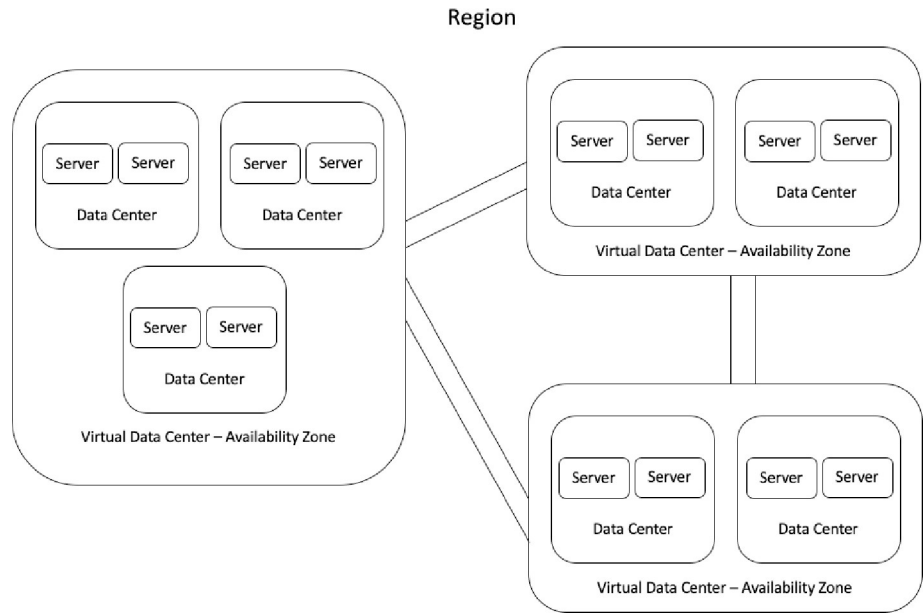 Region
Server Server Server Server
Data Center Data Center
Server Server
Data Center
Virtual Data Center – Availability Zone
Server Server Server Server
Data Center Data Center
Virtual Data Center – Availability Zone
Server Server Server Server
Data Center Data Center
Virtual Data Center – Availability Zone